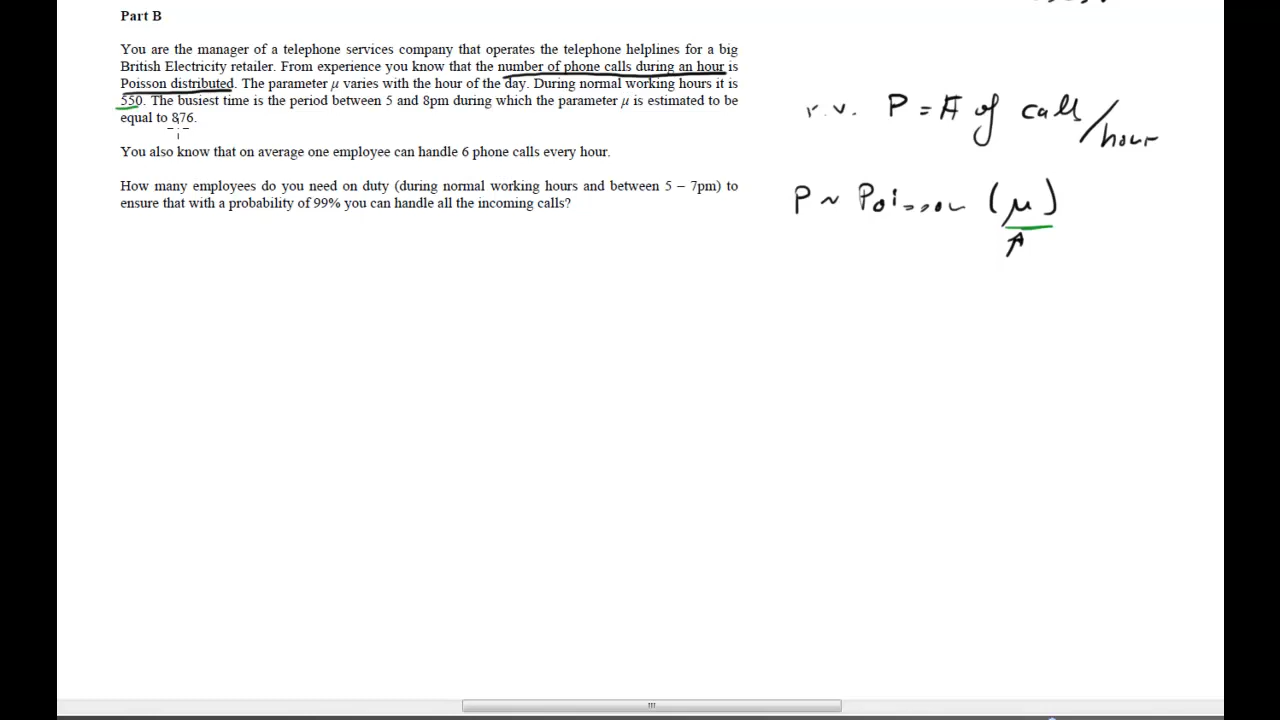 Part B
You are the manager of a telephone services company that operates the telephone helplines for a big
British Electricity retailer. From experience you know that the number of phone calls during an hour is
Poisson distributed. The parameter μ varies with the hour of the day. During normal working hours it is
550. The busiest time is the period between 5 and 8pm during which the parameter μ is estimated to be
equal to 876.
You also know that on average one employee can handle 6 phone calls every hour.
How many employees do you need on duty (during normal working hours and between 5 – 7pm) to
ensure that with a probability of 99% you can handle all the incoming calls?
r.v. P = # of calls/hour
P ~ Poisson (μ)